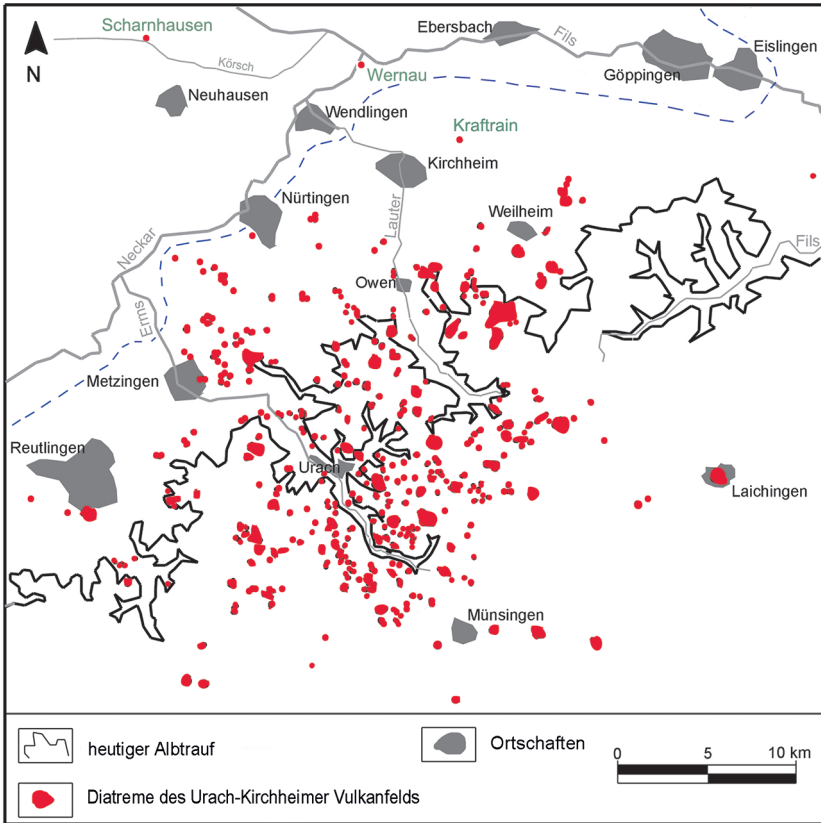 Scharnhausen
N
Körsch
Neuhausen
Wernau
Ebersbach
Fils
Göppingen
Eislingen
Wendlingen
Kraftrain
Kirchheim
Nürtingen
Lauter
Weilheim
Neckar
Fils
Owen
Erms
Metzingen
Reutlingen
Urach
Laichingen
Münsingen
heutiger Albtrauf
Ortschaften
0 5 10 km
Diatreme des Urach-Kirchheimer Vulkanfelds